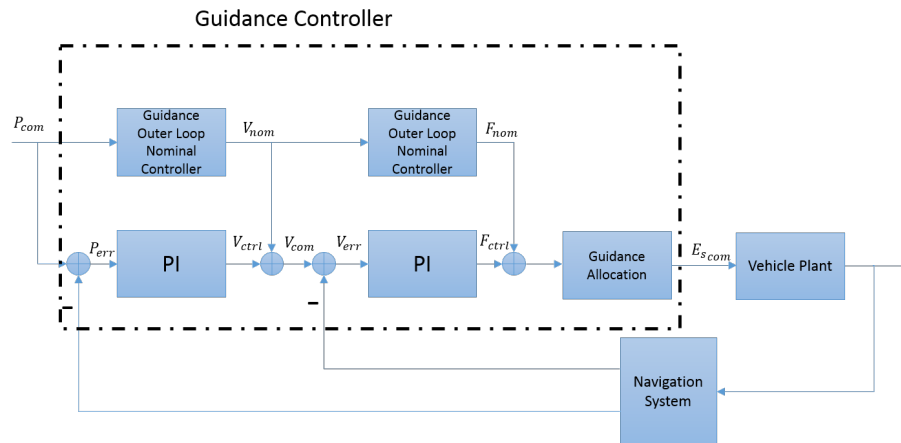 Guidance Controller
P_com
Guidance
Outer Loop
Nominal
Controller
V_nom
Guidance
Outer Loop
Nominal
Controller
F_nom
P_err
PI
V_ctrl
V_com
V_err
PI
F_ctrl
Guidance
Allocation
E_s_com
Vehicle Plant
-
-
Navigation
System